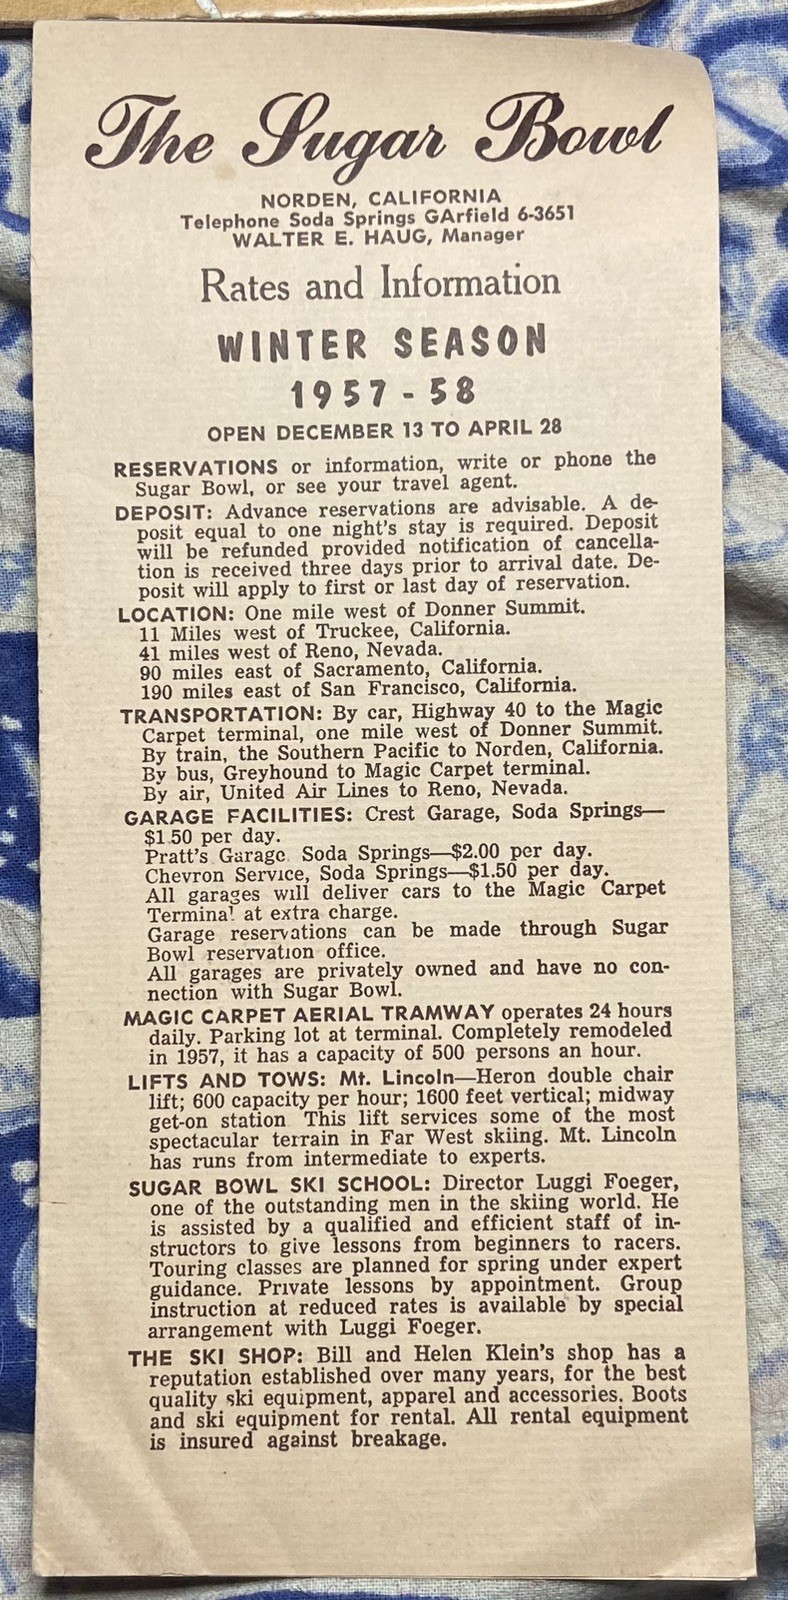 The Sugar Bowl
NORDEN, CALIFORNIA
Telephone Soda Springs GArfield 6-3651
WALTER E. HAUG, Manager
Rates and Information
WINTER SEASON
1957-58
OPEN DECEMBER 13 TO APRIL 28
RESERVATIONS or information, write or phone the
Sugar Bowl, or see your travel agent.
DEPOSIT: Advance reservations are advisable. A de-
posit equal to one night's stay is required. Deposit
will be refunded provided notification of cancella-
tion is received three days prior to arrival date. De-
posit will apply to first or last day of reservation.
LOCATION: One mile west of Donner Summit.
11 Miles west of Truckee, California.
41 miles west of Reno, Nevada.
90 miles east of Sacramento, California.
190 miles east of San Francisco, California.
TRANSPORTATION: By car, Highway 40 to the Magic
Carpet terminal, one mile west of Donner Summit.
By train, the Southern Pacific to Norden, California.
By bus, Greyhound to Magic Carpet terminal.
By air, United Air Lines to Reno, Nevada.
GARAGE FACILITIES: Crest Garage, Soda Springs—
$1.50 per day.
Pratt's Garage. Soda Springs—$2.00 per day.
Chevron Service, Soda Springs—$1.50 per day.
All garages will deliver cars to the Magic Carpet
Terminal at extra charge.
Garage reservations can be made through Sugar
Bowl reservation office.
All garages are privately owned and have no con-
nection with Sugar Bowl.
MAGIC CARPET AERIAL TRAMWAY operates 24 hours
daily. Parking lot at terminal. Completely remodeled
in 1957, it has a capacity of 500 persons an hour.
LIFTS AND TOWS: Mt. Lincoln—Heron double chair
lift; 600 capacity per hour; 1600 feet vertical; midway
get-on station This lift services some of the most
spectacular terrain in Far West skiing. Mt. Lincoln
has runs from intermediate to experts.
SUGAR BOWL SKI SCHOOL: Director Luggi Foeger,
one of the outstanding men in the skiing world. He
is assisted by a qualified and efficient staff of in-
structors to give lessons from beginners to racers.
Touring classes are planned for spring under expert
guidance. Private lessons by appointment. Group
instruction at reduced rates is available by special
arrangement with Luggi Foeger.
THE SKI SHOP: Bill and Helen Klein's shop has a
reputation established over many years, for the best
quality ski equipment, apparel and accessories. Boots
and ski equipment for rental. All rental equipment
is insured against breakage.